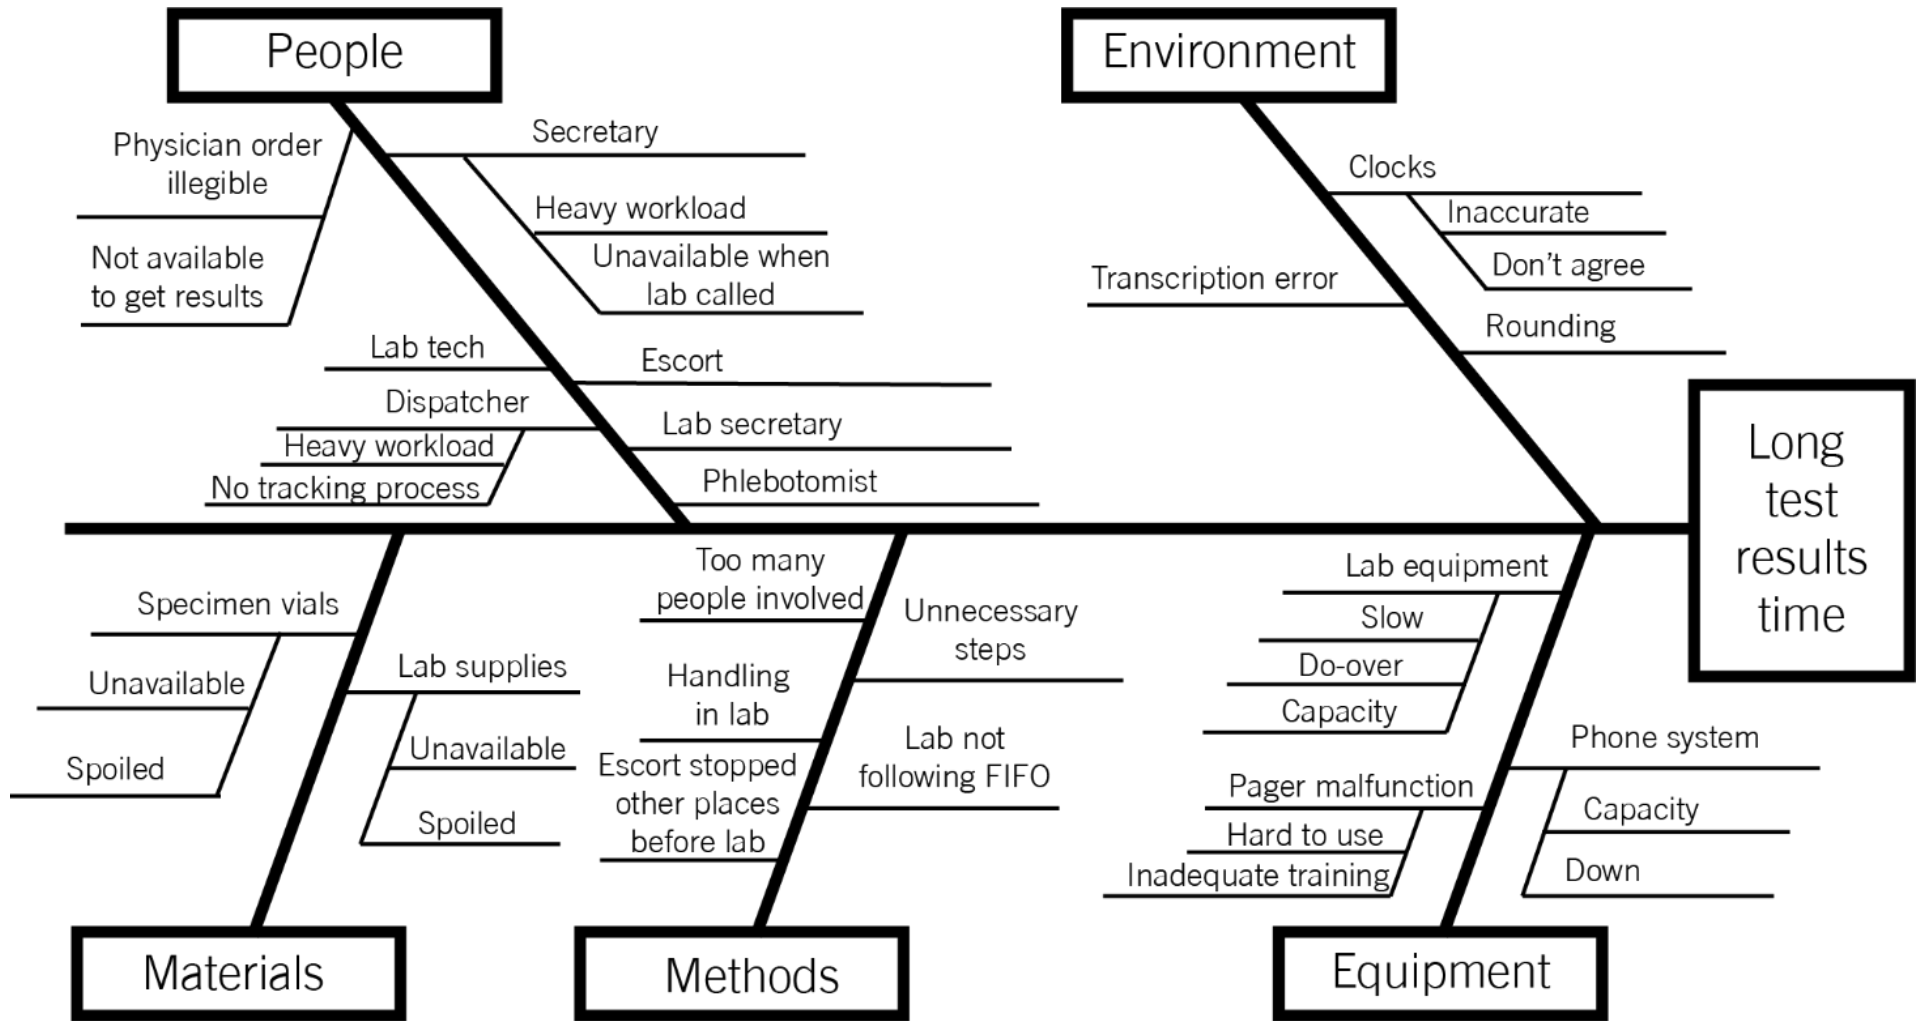 People
Physician order
illegible
Not available
to get results
Secretary
Heavy workload
Unavailable when
lab called
Lab tech
Escort
Dispatcher
Heavy workload
No tracking process
Lab secretary
Phlebotomist
Environment
Clocks
Inaccurate
Don’t agree
Transcription error
Rounding
Long
test
results
time
Specimen vials
Unavailable
Spoiled
Lab supplies
Unavailable
Spoiled
Materials
Too many
people involved
Unnecessary
steps
Handling
in lab
Lab not
following FIFO
Escort stopped
other places
before lab
Methods
Lab equipment
Slow
Do-over
Capacity
Phone system
Capacity
Down
Pager malfunction
Hard to use
Inadequate training
Equipment